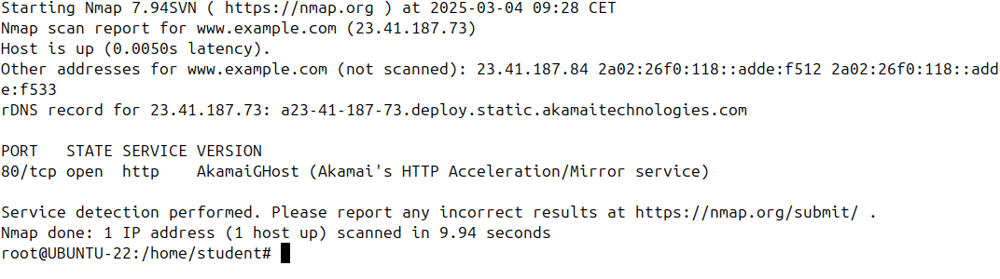 Starting Nmap 7.94SVN ( https://nmap.org ) at 2025-03-04 09:28 CET
Nmap scan report for www.example.com (23.41.187.73)
Host is up (0.0050s latency).
Other addresses for www.example.com (not scanned): 23.41.187.84 2a02:26f0:118::adde:f512 2a02:26f0:118::add
e:f533
rDNS record for 23.41.187.73: a23-41-187-73.deploy.static.akamaitechnologies.com
PORT   STATE SERVICE VERSION
80/tcp open  http    AkamaiGHost (Akamai's HTTP Acceleration/Mirror service)
Service detection performed. Please report any incorrect results at https://nmap.org/submit/ .
Nmap done: 1 IP address (1 host up) scanned in 9.94 seconds
root@UBUNTU-22:/home/student#